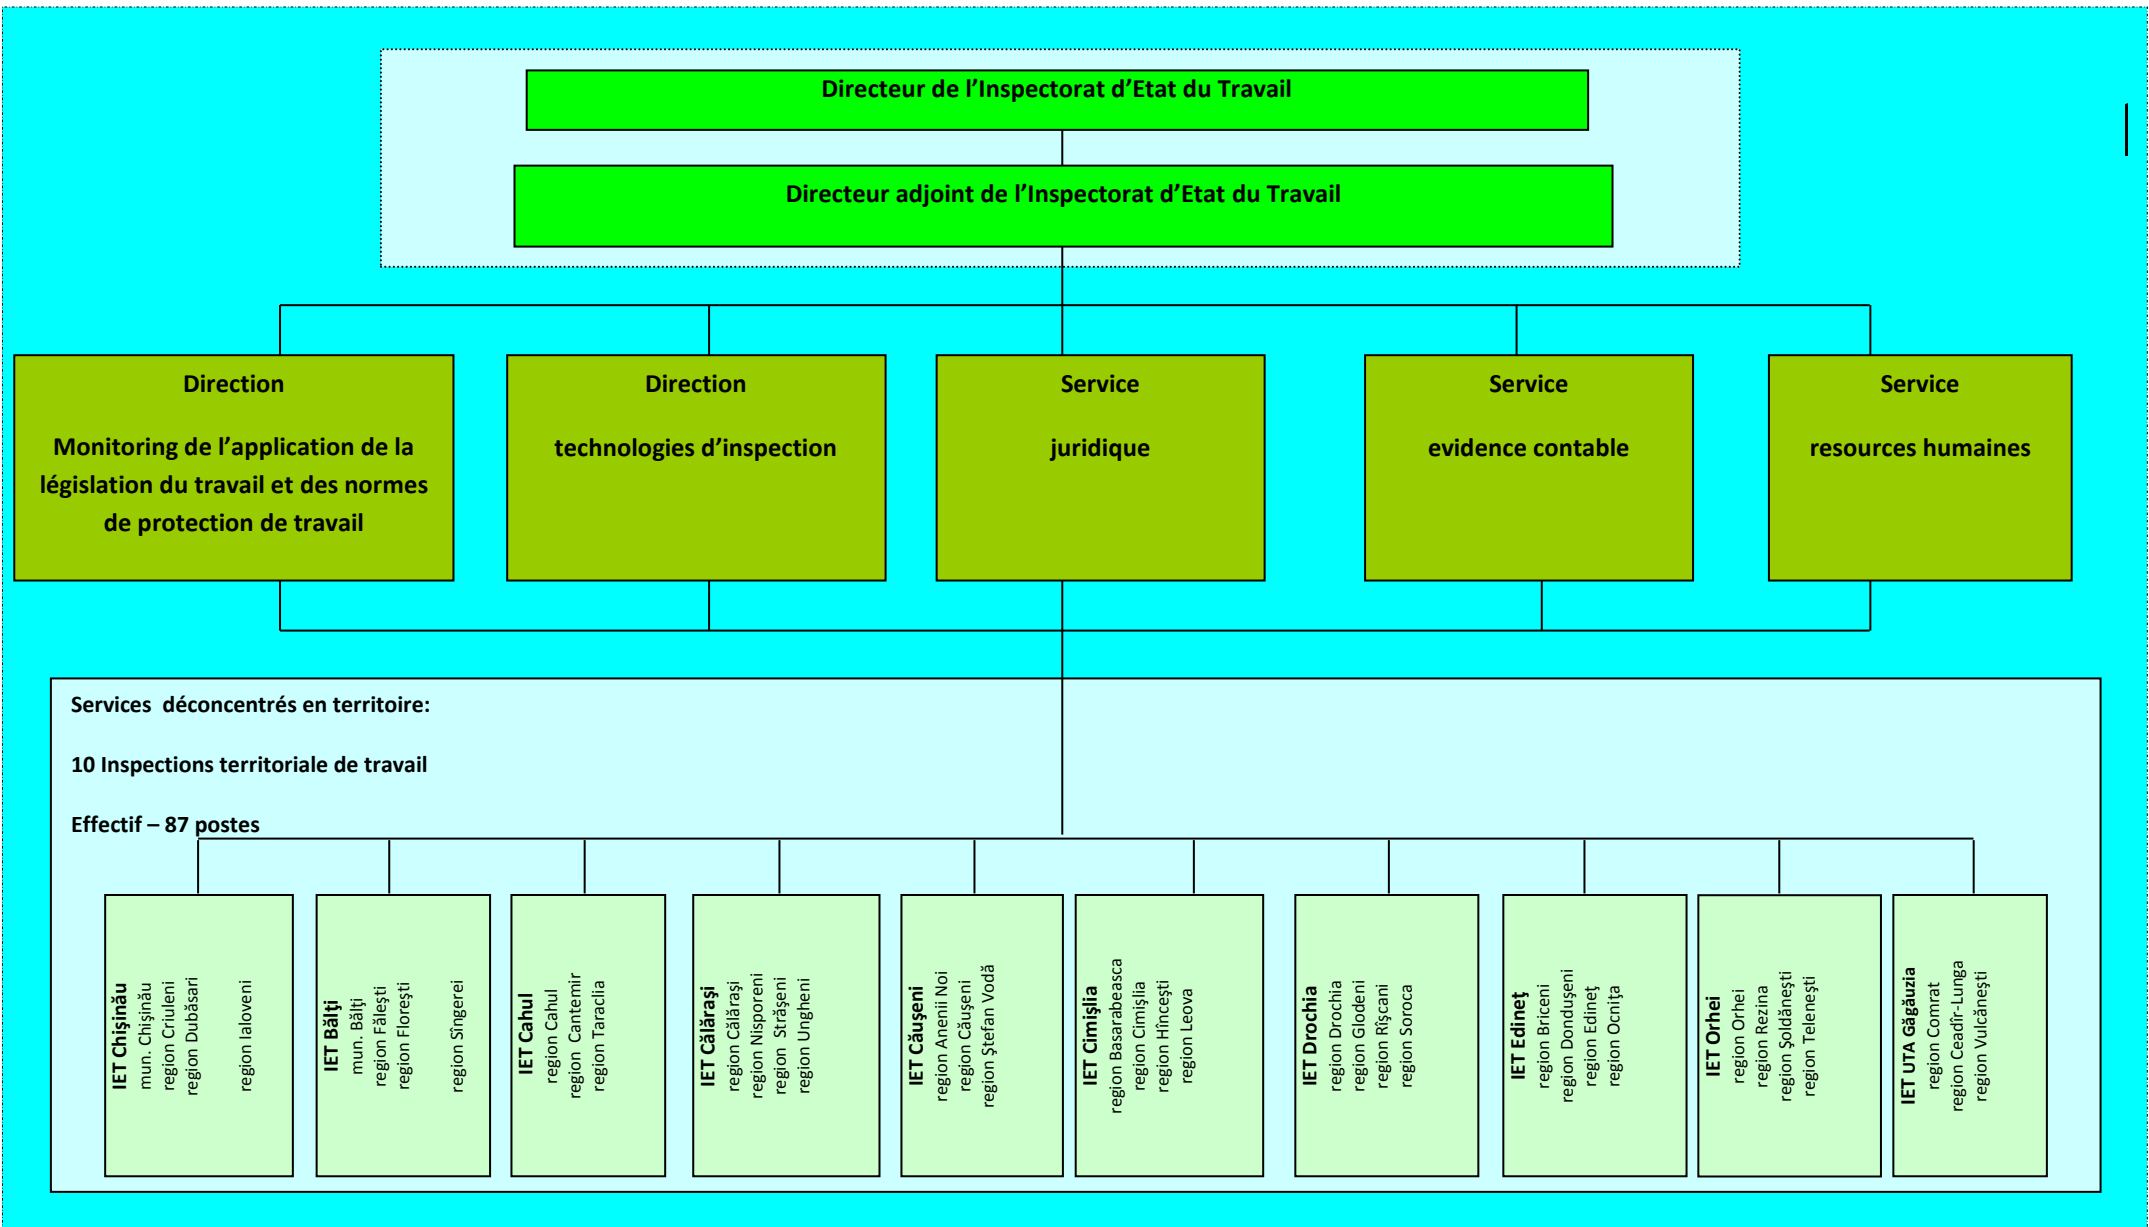 Directeur de l’Inspectorat d’Etat du Travail
Directeur adjoint de l’Inspectorat d’Etat du Travail
Direction
Monitoring de l’application de la
législation du travail et des normes
de protection de travail
Direction
technologies d’inspection
Service
juridique
Service
evidence contable
Service
resources humaines
Services déconcentrés en territoire:
10 Inspections territoriale de travail
Effectif – 87 postes
IET Chişinău
mun. Chişinău
region Criuleni
region Dubăsari
region Ialoveni
IET Bălţi
mun. Bălţi
region Făleşti
region Floreşti
region Sîngerei
IET Cahul
region Cahul
region Cantemir
region Taraclia
IET Călăraşi
region Călăraşi
region Nisporeni
region Străşeni
region Ungheni
IET Căuşeni
region Anenii Noi
region Căuşeni
region Ştefan Vodă
IET Cimişlia
region Basarabeasca
region Cimişlia
region Hînceşti
region Leova
IET Drochia
region Drochia
region Glodeni
region Rîşcani
region Soroca
IET Edineţ
region Briceni
region Donduşeni
region Edineţ
region Ocniţa
IET Orhei
region Orhei
region Rezina
region Şoldăneşti
region Teleneşti
IET UTA Găgăuzia
region Comrat
region Ceadîr-Lunga
region Vulcăneşti